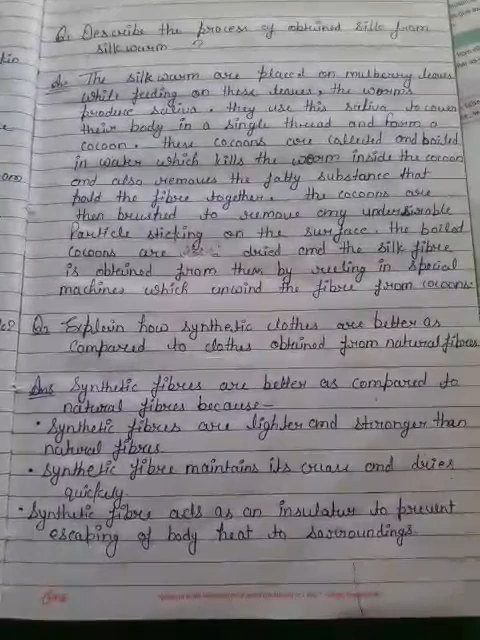 Q1 Describe the process of obtained silk from
silkwarm ?
Ans The silk warm are placed on mulberry leaves
while feeding on these leaves, the worms
produce saliva. they use this saliva to cover
their body in a single thread and form a
cocoon. these cocoons are collected and boiled
in water which kills the worm inside the cocoon
and also removes the fatty substance that
hold the fibre together. the cocoons are
then brushed to remove any undersirable
Particle sticking on the surface. the boiled
cocoons are dried and the silk fibre
is obtained from them by reeling in special
machines which unwind the fibre from cocoons.
Q2 Explain how synthetic clothes are better as
compared to clothes obtained from natural fibres
Ans Synthetic fibres are better as compared to
natural fibres because-
• Synthetic fibres are lighter and stronger than
natural fibres
• Synthetic fibre maintains its crease and dries
quickely.
• Synthetic fibre acts as an insulator to prevent
escaping of body heat to sarroundings.